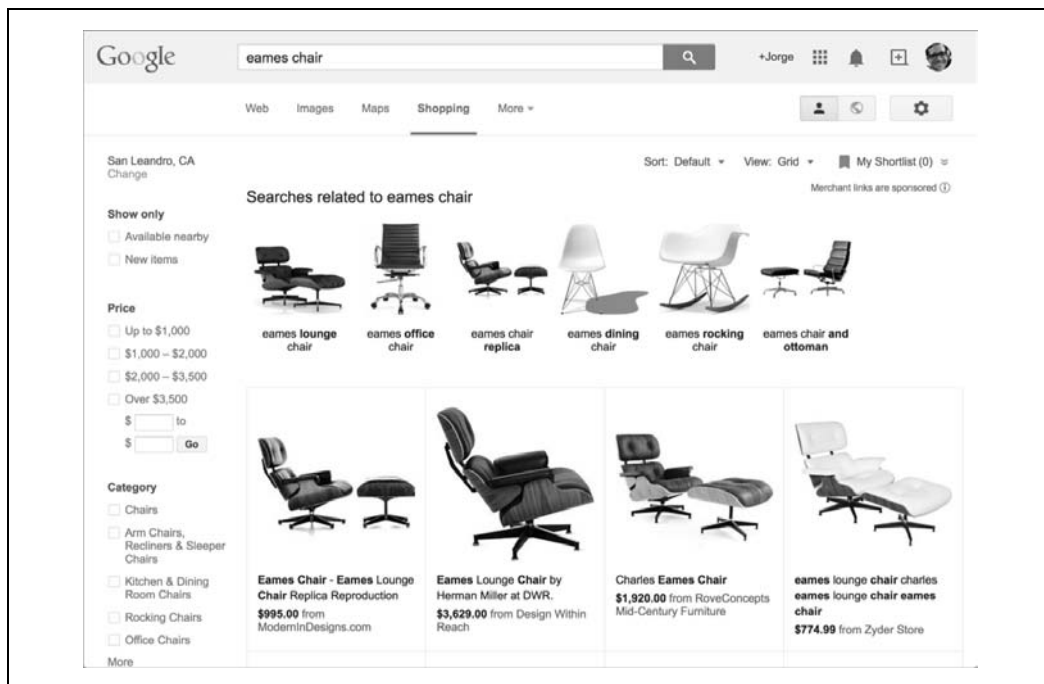 Google
eames chair
+Jorge
Web Images Maps Shopping More
San Leandro, CA
Change
Sort: Default View: Grid My Shortlist (0)
Merchant links are sponsored
Show only
Available nearby
New items
Price
Up to $1,000
$1,000 – $2,000
$2,000 – $3,500
Over $3,500
$ to
$ Go
Category
Chairs
Arm Chairs,
Recliners & Sleeper
Chairs
Kitchen & Dining
Room Chairs
Rocking Chairs
Office Chairs
More
Searches related to eames chair
eames lounge
chair
eames office
chair
eames chair
replica
eames dining
chair
eames rocking
chair
eames chair and
ottoman
Eames Chair - Eames Lounge
Chair Replica Reproduction
$995.00 from
ModernInDesigns.com
Eames Lounge Chair by
Herman Miller at DWR.
$3,629.00 from Design Within
Reach
Charles Eames Chair
$1,920.00 from RoveConcepts
Mid-Century Furniture
eames lounge chair charles
eames lounge chair eames
chair
$774.99 from Zyder Store